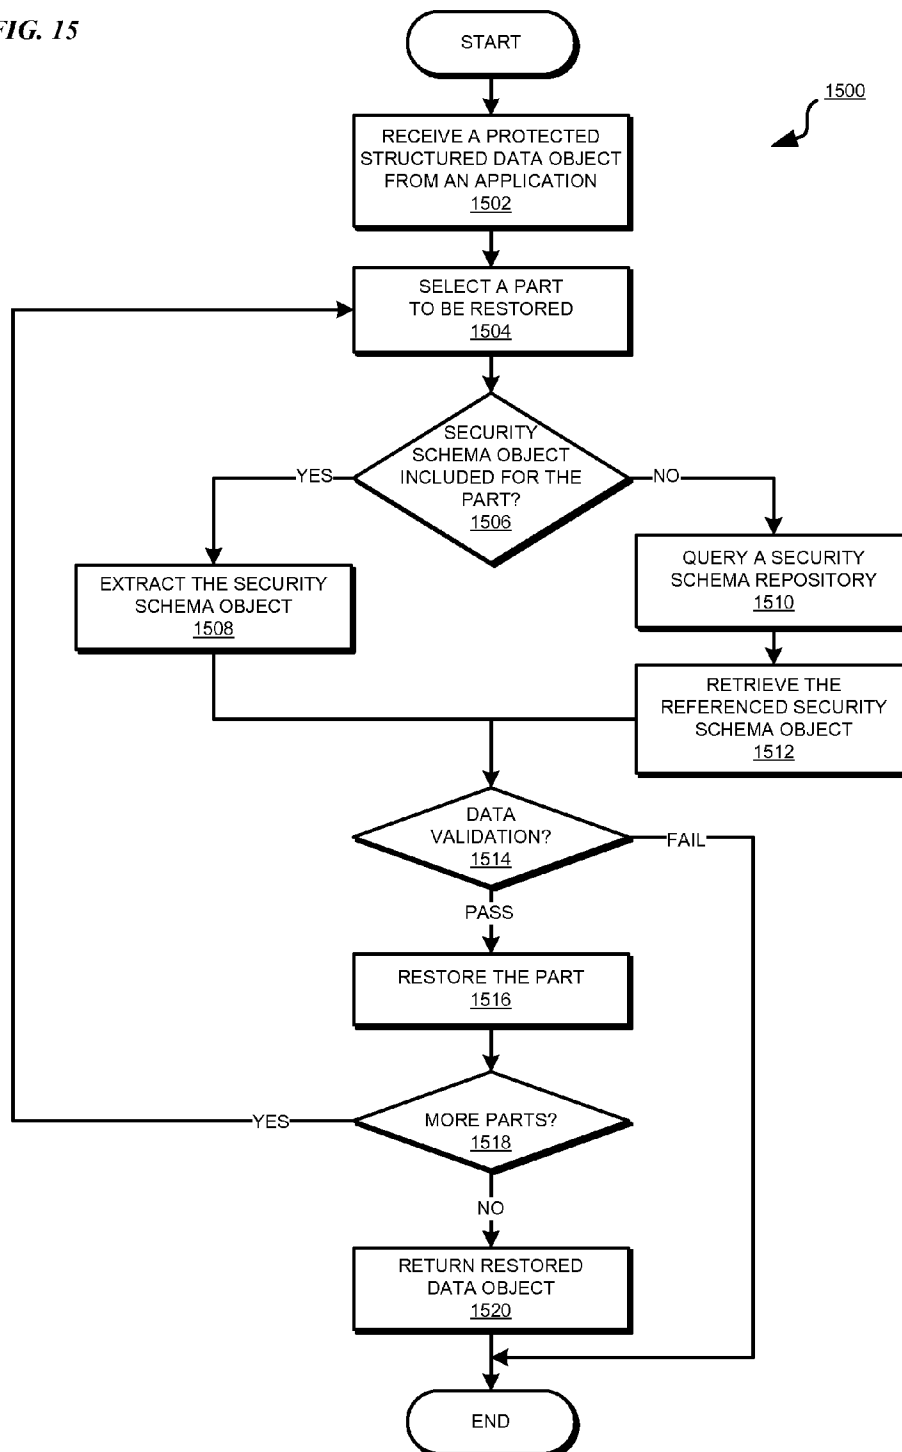 FIG. 15
START
1500
RECEIVE A PROTECTED
STRUCTURED DATA OBJECT
FROM AN APPLICATION
1502
SELECT A PART
TO BE RESTORED
1504
SECURITY
SCHEMA OBJECT
INCLUDED FOR THE
PART?
1506
YES
NO
EXTRACT THE SECURITY
SCHEMA OBJECT
1508
QUERY A SECURITY
SCHEMA REPOSITORY
1510
RETRIEVE THE
REFERENCED SECURITY
SCHEMA OBJECT
1512
DATA
VALIDATION?
1514
FAIL
PASS
RESTORE THE PART
1516
MORE PARTS?
1518
YES
NO
RETURN RESTORED
DATA OBJECT
1520
END